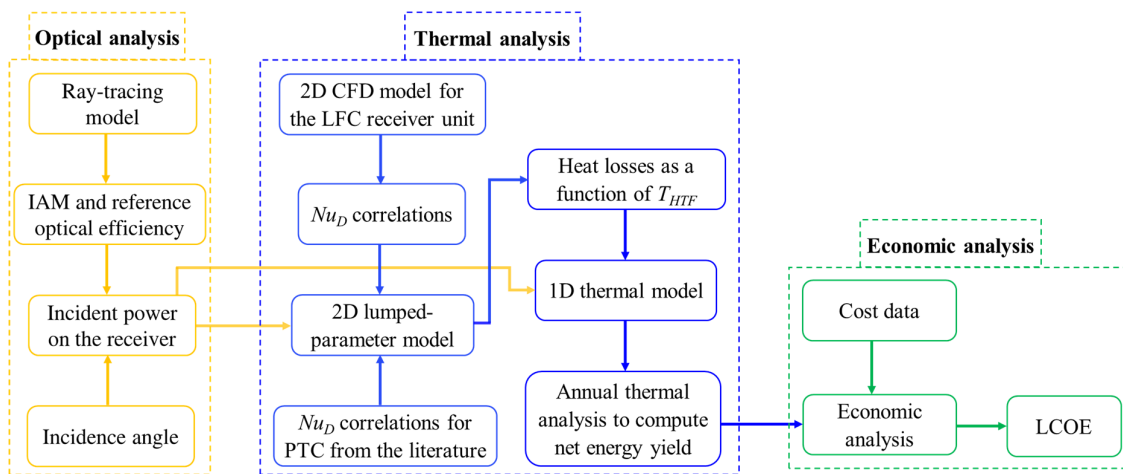 Optical analysis
Ray-tracing
model
IAM and reference
optical efficiency
Incident power
on the receiver
Incidence angle
Thermal analysis
2D CFD model for
the LFC receiver unit
NuD correlations
2D lumped-
parameter model
NuD correlations for
PTC from the literature
Heat losses as a
function of THTF
1D thermal model
Annual thermal
analysis to compute
net energy yield
Economic analysis
Cost data
Economic
analysis
LCOE